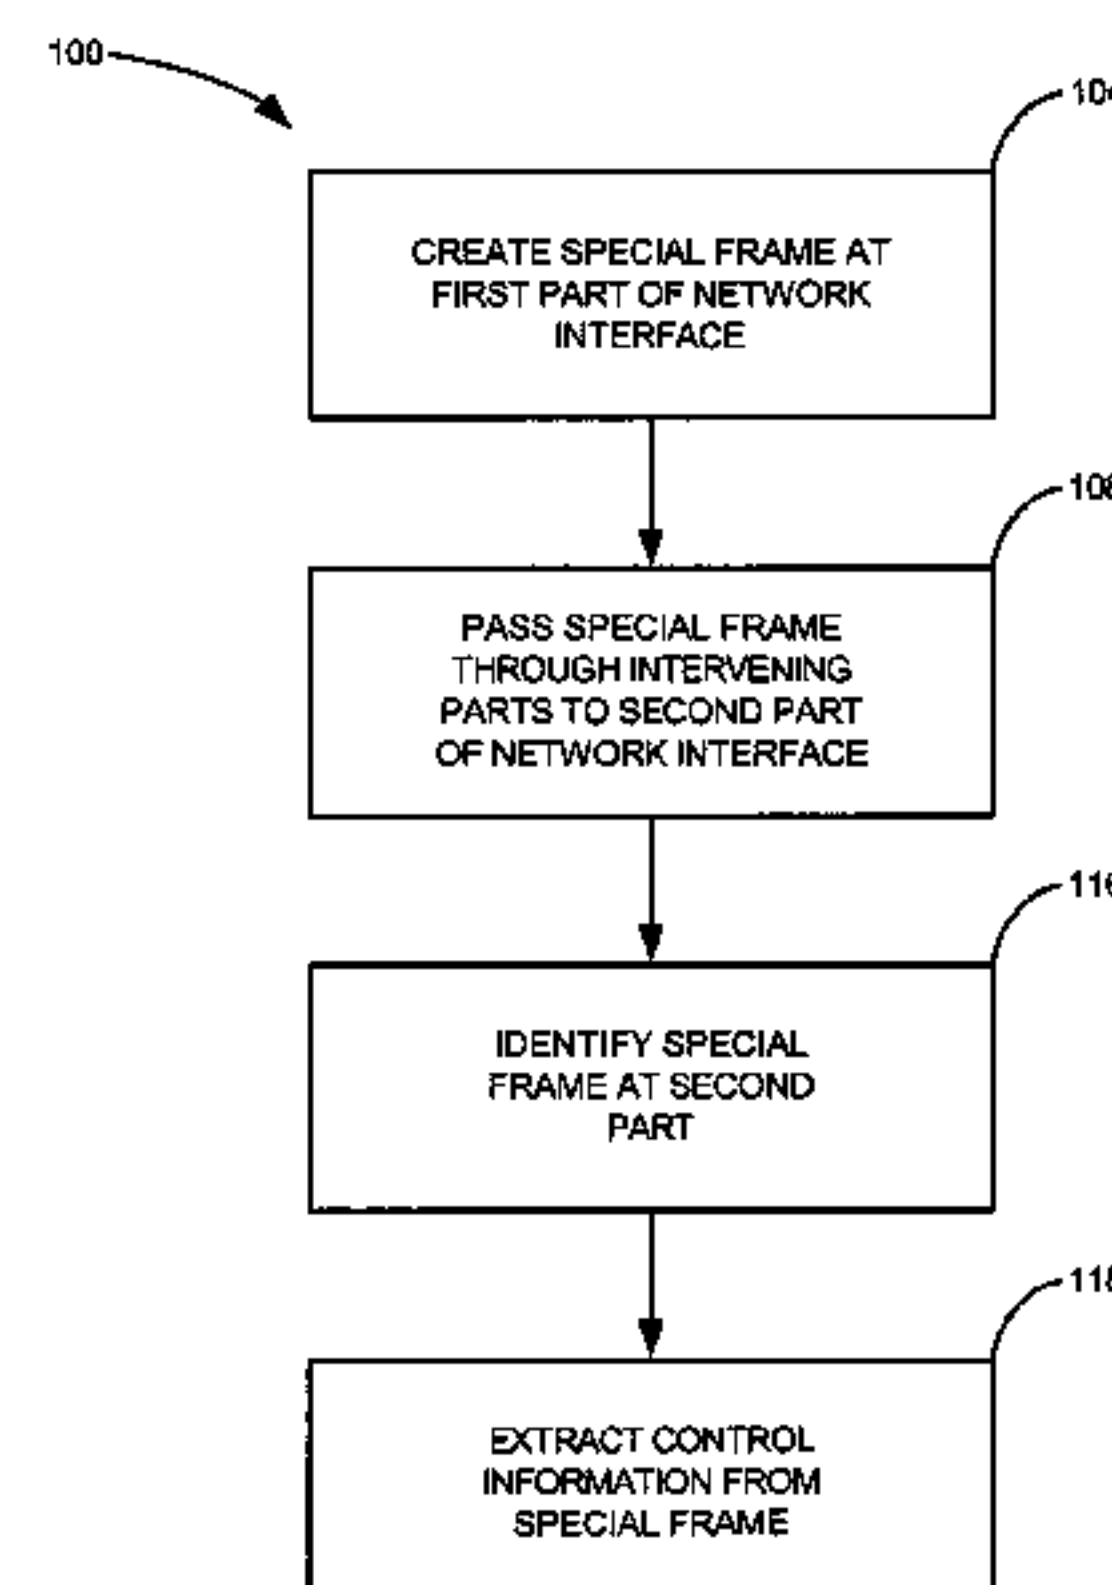 100
CREATE SPECIAL FRAME AT
FIRST PART OF NETWORK
INTERFACE
PASS SPECIAL FRAME
THROUGH INTERVENING
PARTS TO SECOND PART
OF NETWORK INTERFACE
IDENTIFY SPECIAL
FRAME AT SECOND
PART
EXTRACT CONTROL
INFORMATION FROM
SPECIAL FRAME